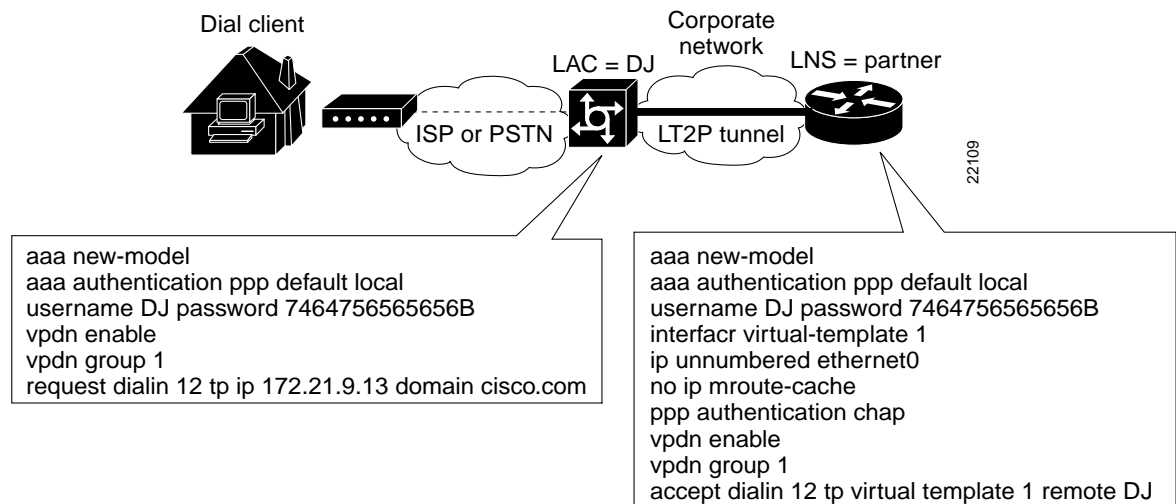 Dial client
Corporate
network
LAC = DJ
LNS = partner
ISP or PSTN
LT2P tunnel
22109
aaa new-model
aaa authentication ppp default local
username DJ password 7464756565656B
vpdn enable
vpdn group 1
request dialin 12 tp ip 172.21.9.13 domain cisco.com
aaa new-model
aaa authentication ppp default local
username DJ password 7464756565656B
interfacr virtual-template 1
ip unnumbered ethernet0
no ip mroute-cache
ppp authentication chap
vpdn enable
vpdn group 1
accept dialin 12 tp virtual template 1 remote DJ